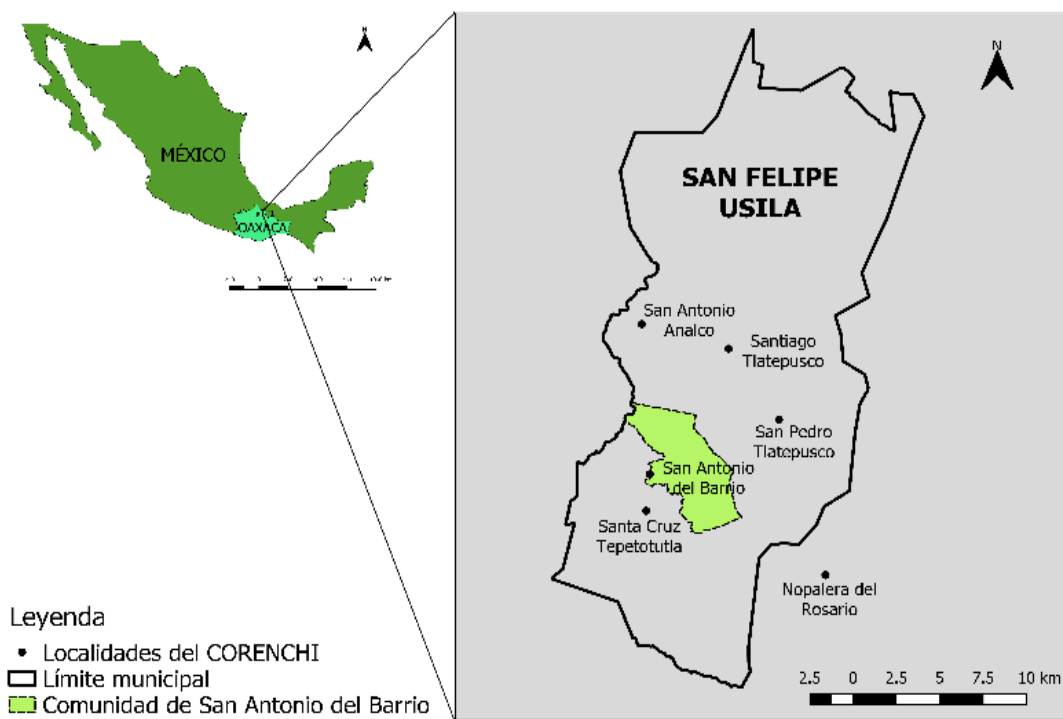 N
MÉXICO
OAXACA
N
SAN FELIPE
USILA
San Antonio
Analco
Santiago
Tlatepusco
San Pedro
Tlatepusco
San Antonio
del Barrio
Santa Cruz
Tepetotutla
Nopalera del
Rosario
Leyenda
Localidades del CORENCHI
Límite municipal
Comunidad de San Antonio del Barrio
2.5 0 2.5 5 7.5 10 km